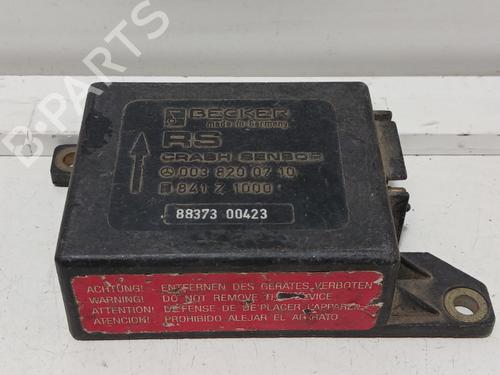 B-PARTS
BECKER
made in Germany
RS
CRASH SENSOR
003 820 07 10
841 Z 1000
88373 00423
ACHTUNG! - ENTFERNEN DES GERÄTES VERBOTEN
WARNING! - DO NOT REMOVE THE DEVICE
ATTENTION! - DEFENSE DE DEPLACER L'APPAREIL
ATENCION! - PROHIBIDO ALEJAR EL APARATO